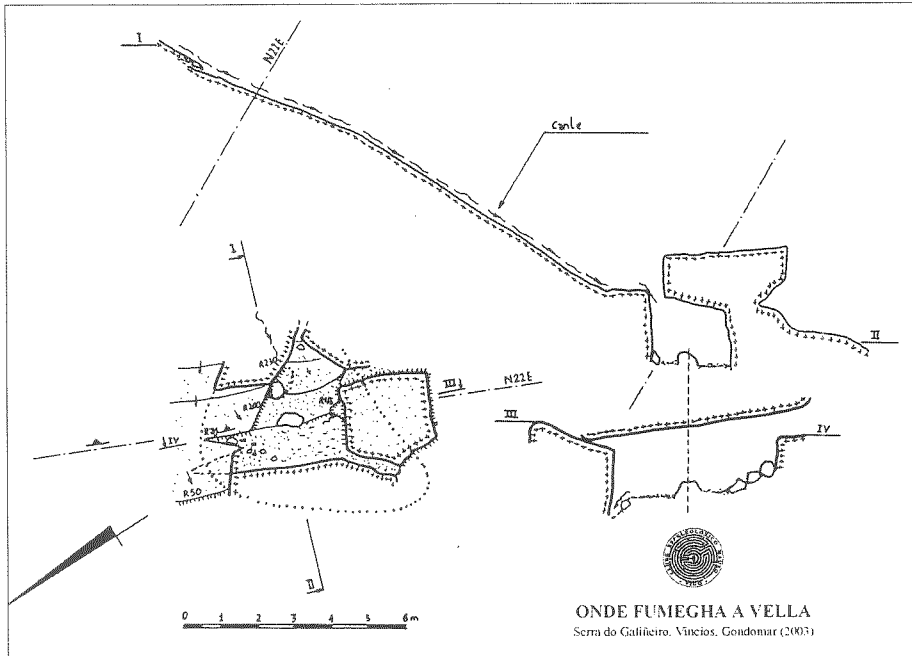 I
N22E
canle
I
II
III
N22E
IV
R50
II
III
IV
0 1 2 3 4 5 6m
ONDE FUMEGHA A VELLA
Serra do Galiñeiro. Vincios. Gondomar (2003)